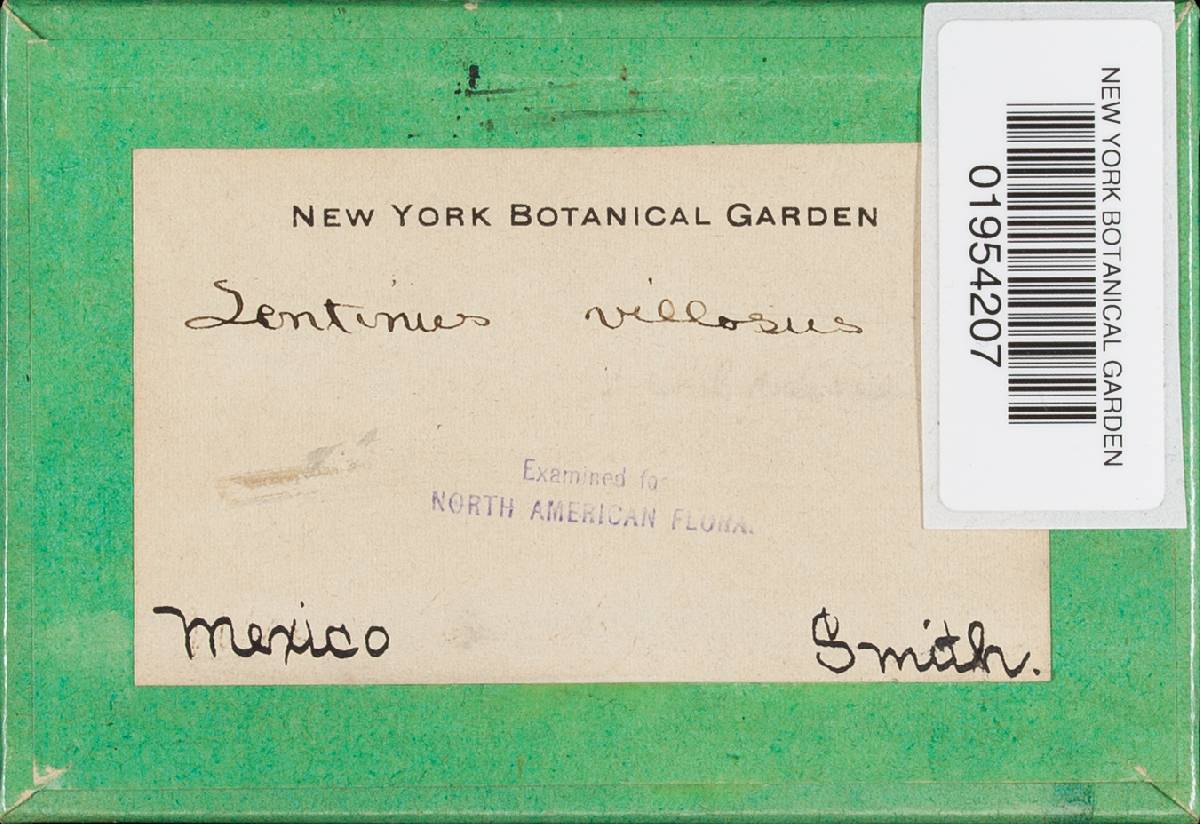 NEW YORK BOTANICAL GARDEN
Lentinus villosus
Examined for
NORTH AMERICAN FLORA.
Mexico
Smith.
NEW YORK BOTANICAL GARDEN
01954207